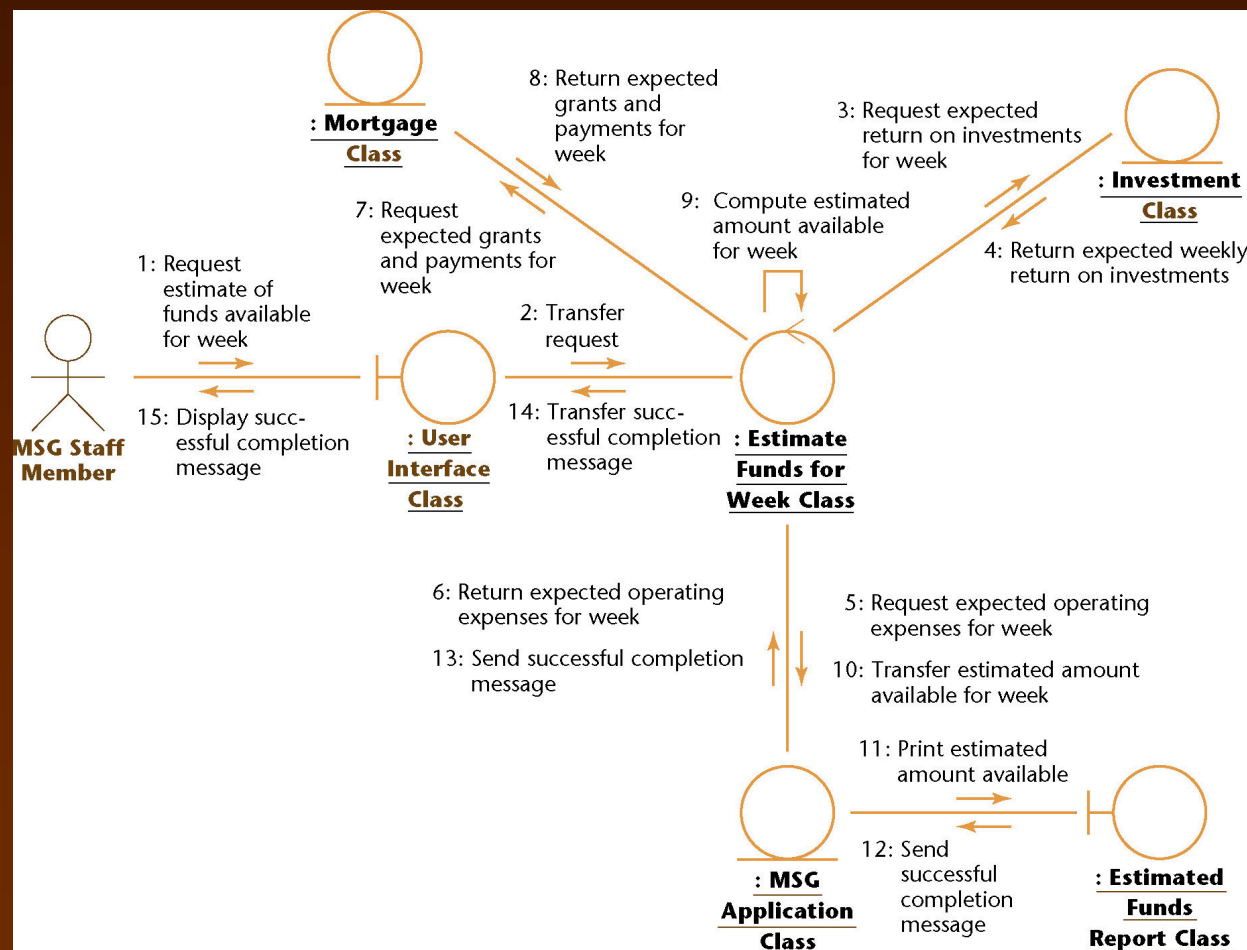 8: Return expected
grants and
payments for
week
3: Request expected
return on investments
for week
: Mortgage
Class
: Investment
Class
7: Request
expected grants
and payments for
week
9: Compute estimated
amount available
for week
4: Return expected weekly
return on investments
1: Request
estimate of
funds available
for week
2: Transfer
request
15: Display succ-
essful completion
message
14: Transfer succ-
essful completion
message
MSG Staff
Member
: User
Interface
Class
: Estimate
Funds for
Week Class
6: Return expected operating
expenses for week
13: Send successful completion
message
5: Request expected operating
expenses for week
10: Transfer estimated amount
available for week
11: Print estimated
amount available
12: Send
successful
completion
message
: MSG
Application
Class
: Estimated
Funds
Report Class